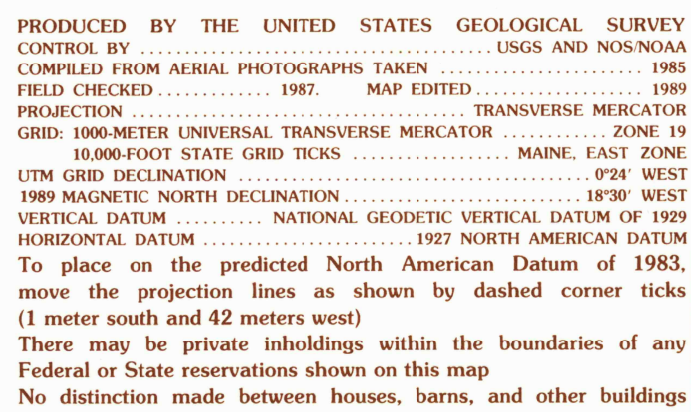 PRODUCED BY THE UNITED STATES GEOLOGICAL SURVEY
CONTROL BY ........................................ USGS AND NOS/NOAA
COMPILED FROM AERIAL PHOTOGRAPHS TAKEN ....................... 1985
FIELD CHECKED ............ 1987. MAP EDITED ................... 1989
PROJECTION ...................................... TRANSVERSE MERCATOR
GRID: 1000-METER UNIVERSAL TRANSVERSE MERCATOR ............ ZONE 19
10,000-FOOT STATE GRID TICKS ................. MAINE, EAST ZONE
UTM GRID DECLINATION ........................................ 0°24′ WEST
1989 MAGNETIC NORTH DECLINATION ........................... 18°30′ WEST
VERTICAL DATUM .......... NATIONAL GEODETIC VERTICAL DATUM OF 1929
HORIZONTAL DATUM ......................... 1927 NORTH AMERICAN DATUM
To place on the predicted North American Datum of 1983,
move the projection lines as shown by dashed corner ticks
(1 meter south and 42 meters west)
There may be private inholdings within the boundaries of any
Federal or State reservations shown on this map
No distinction made between houses, barns, and other buildings